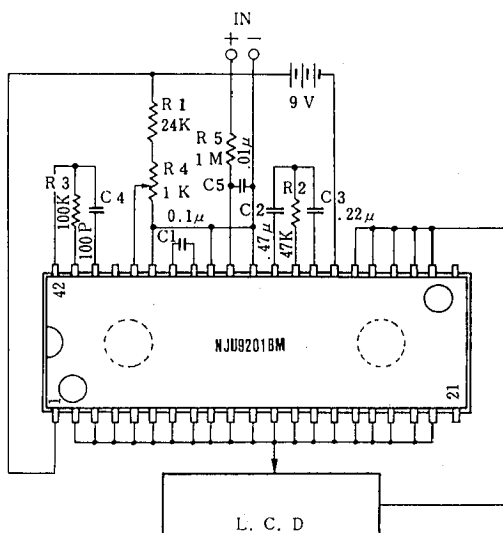 IN
+ −
9 V
R 1
24K
R 5
1 M
.01μ
R 3
100K
C 4
100 P
R 4
1 K
C5
0.1μ
C1
C 2
.47μ
R 2
47K
C 3
.22μ
42
NJU9201BM
1
21
L. C. D